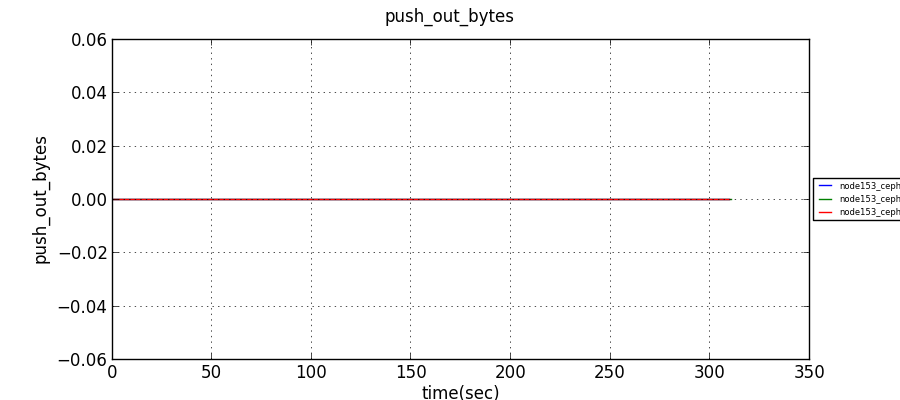 push_out_bytes
0.06
0.04
0.02
0.00
−0.02
−0.04
−0.06
push_out_bytes
0 50 100 150 200 250 300 350
time(sec)
node153_ceph
node153_ceph
node153_ceph